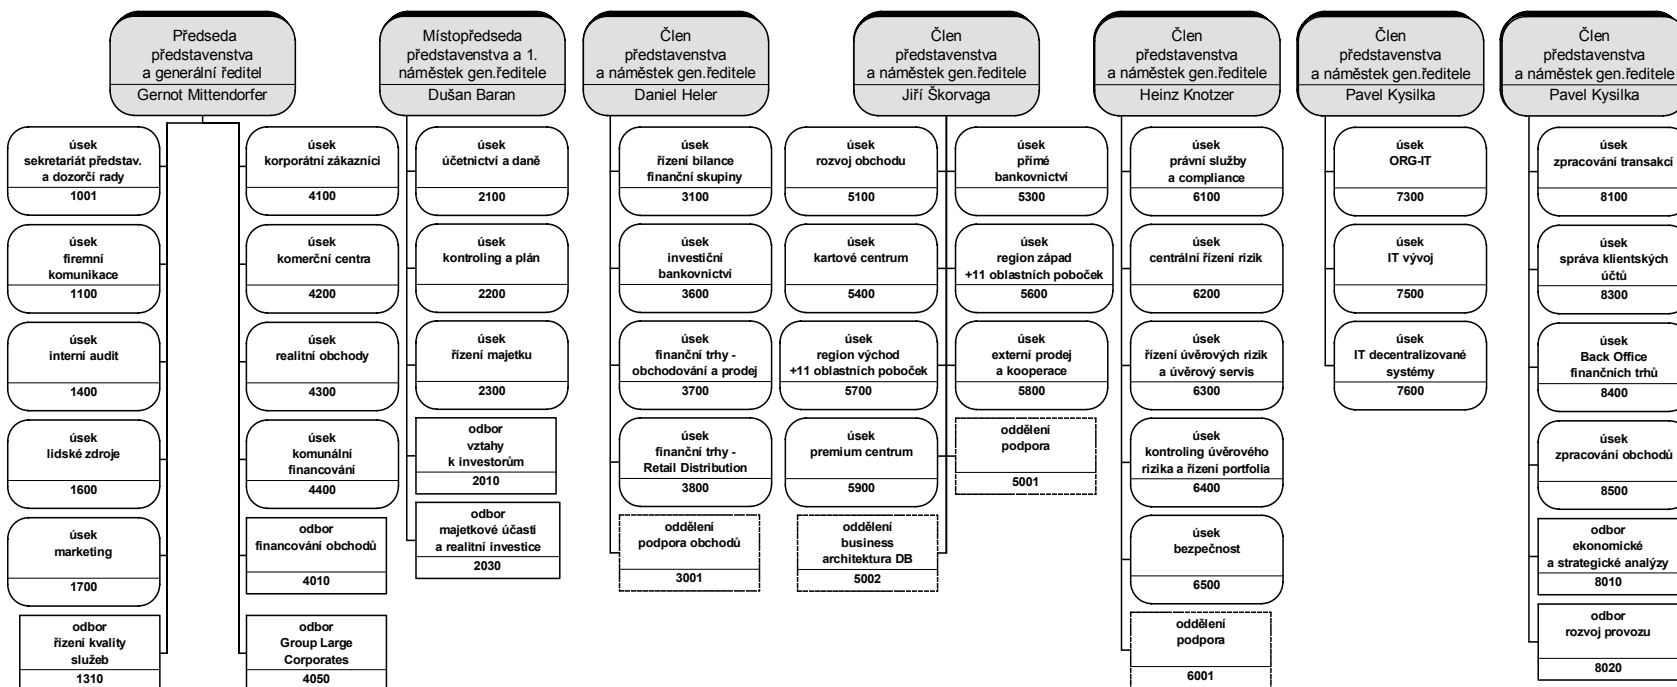 Předseda
představenstva
a generální ředitel
Gernot Mittendorfer
úsek
sekretariát představ.
a dozorčí rady
1001
úsek
firemní
komunikace
1100
úsek
interní audit
1400
úsek
lidské zdroje
1600
úsek
marketing
1700
odbor
řízení kvality
služeb
1310
úsek
korporátní zákazníci
4100
úsek
komerční centra
4200
úsek
realitní obchody
4300
úsek
komunální
financování
4400
odbor
financování obchodů
4010
odbor
Group Large
Corporates
4050
Místopředseda
představenstva a 1.
náměstek gen.ředitele
Dušan Baran
úsek
účetnictví a daně
2100
úsek
kontroling a plán
2200
úsek
řízení majetku
2300
odbor
vztahy
k investorům
2010
odbor
majetkové účasti
a realitní investice
2030
Člen
představenstva
a náměstek gen.ředitele
Daniel Heler
úsek
řízení bilance
finanční skupiny
3100
úsek
investiční
bankovnictví
3600
úsek
finanční trhy -
obchodování a prodej
3700
úsek
finanční trhy -
Retail Distribution
3800
oddělení
podpora obchodů
3001
Člen
představenstva
a náměstek gen.ředitele
Jiří Škorvaga
úsek
rozvoj obchodu
5100
úsek
kartové centrum
5400
úsek
region východ
+11 oblastních poboček
5700
úsek
premium centrum
5900
oddělení
business
architektura DB
5002
úsek
přímé
bankovnictví
5300
úsek
region západ
+11 oblastních poboček
5600
úsek
externí prodej
a kooperace
5800
oddělení
podpora
5001
Člen
představenstva
a náměstek gen.ředitele
Heinz Knotzer
úsek
právní služby
a compliance
6100
úsek
centrální řízení rizik
6200
úsek
řízení úvěrových rizik
a úvěrový servis
6300
úsek
kontroling úvěrového
rizika a řízení portfolia
6400
úsek
bezpečnost
6500
oddělení
podpora
6001
Člen
představenstva
a náměstek gen.ředitele
Pavel Kysilka
úsek
ORG-IT
7300
úsek
IT vývoj
7500
úsek
IT decentralizované
systémy
7600
Člen
představenstva
a náměstek gen.ředitele
Pavel Kysilka
úsek
zpracování transakcí
8100
úsek
správa klientských
účtů
8300
úsek
Back Office
finančních trhů
8400
úsek
zpracování obchodů
8500
odbor
ekonomické
a strategické analýzy
8010
odbor
rozvoj provozu
8020